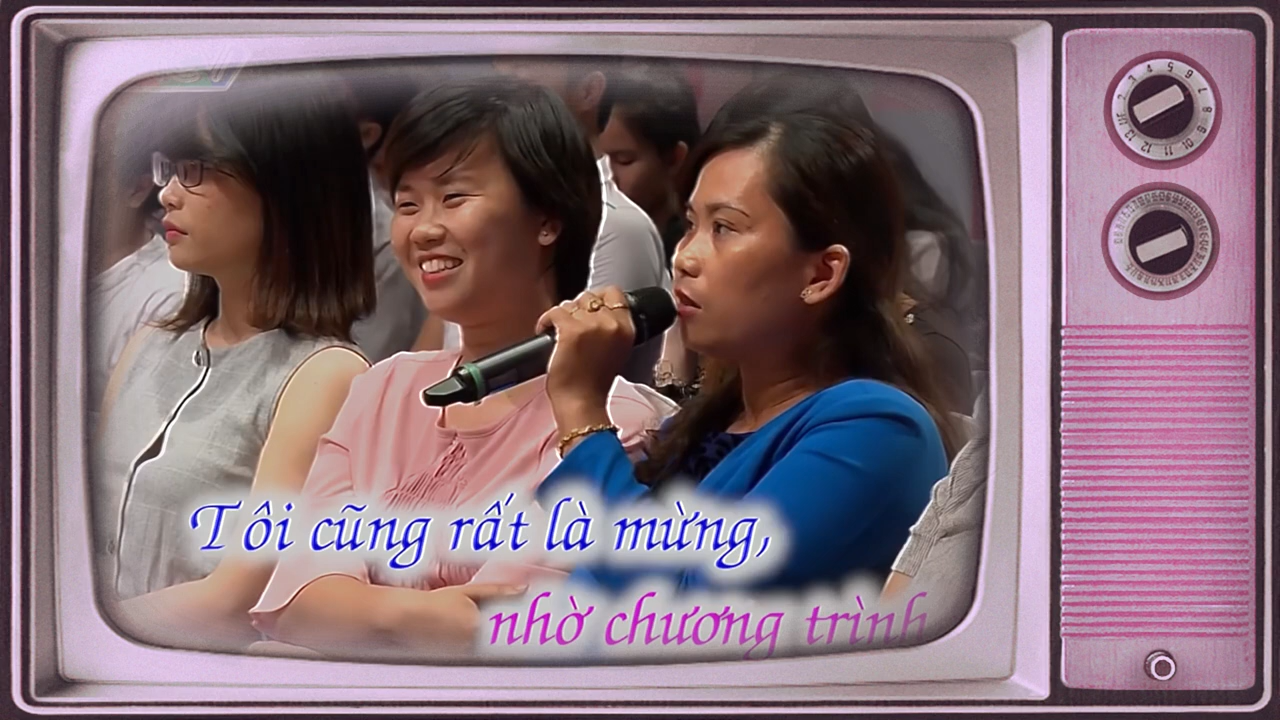 Tôi cũng rất là mừng,
nhờ chương trình